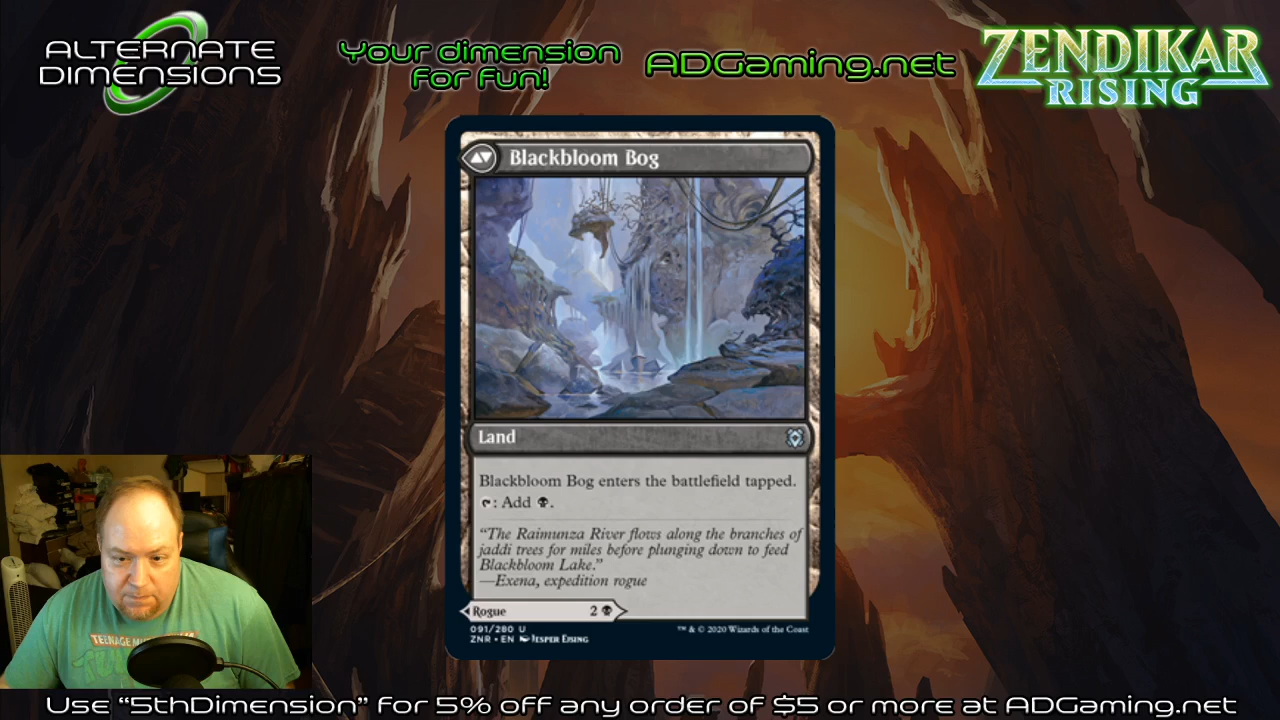 ALTERNATE
DIMENSIONS
Your dimension
for fun!
ADGaming.net
ZENDIKAR
RISING
Blackbloom Bog
Land
Blackbloom Bog enters the battlefield tapped.
: Add .
“The Raimunza River flows along the branches of
jaddi trees for miles before plunging down to feed
Blackbloom Lake.”
—Exena, expedition rogue
Rogue 2
091/280 U
ZNR • EN Jesper Ejsing
™ & © 2020 Wizards of the Coast
TEENAGE
Use “5thDimension” for 5% off any order of $5 or more at ADGaming.net